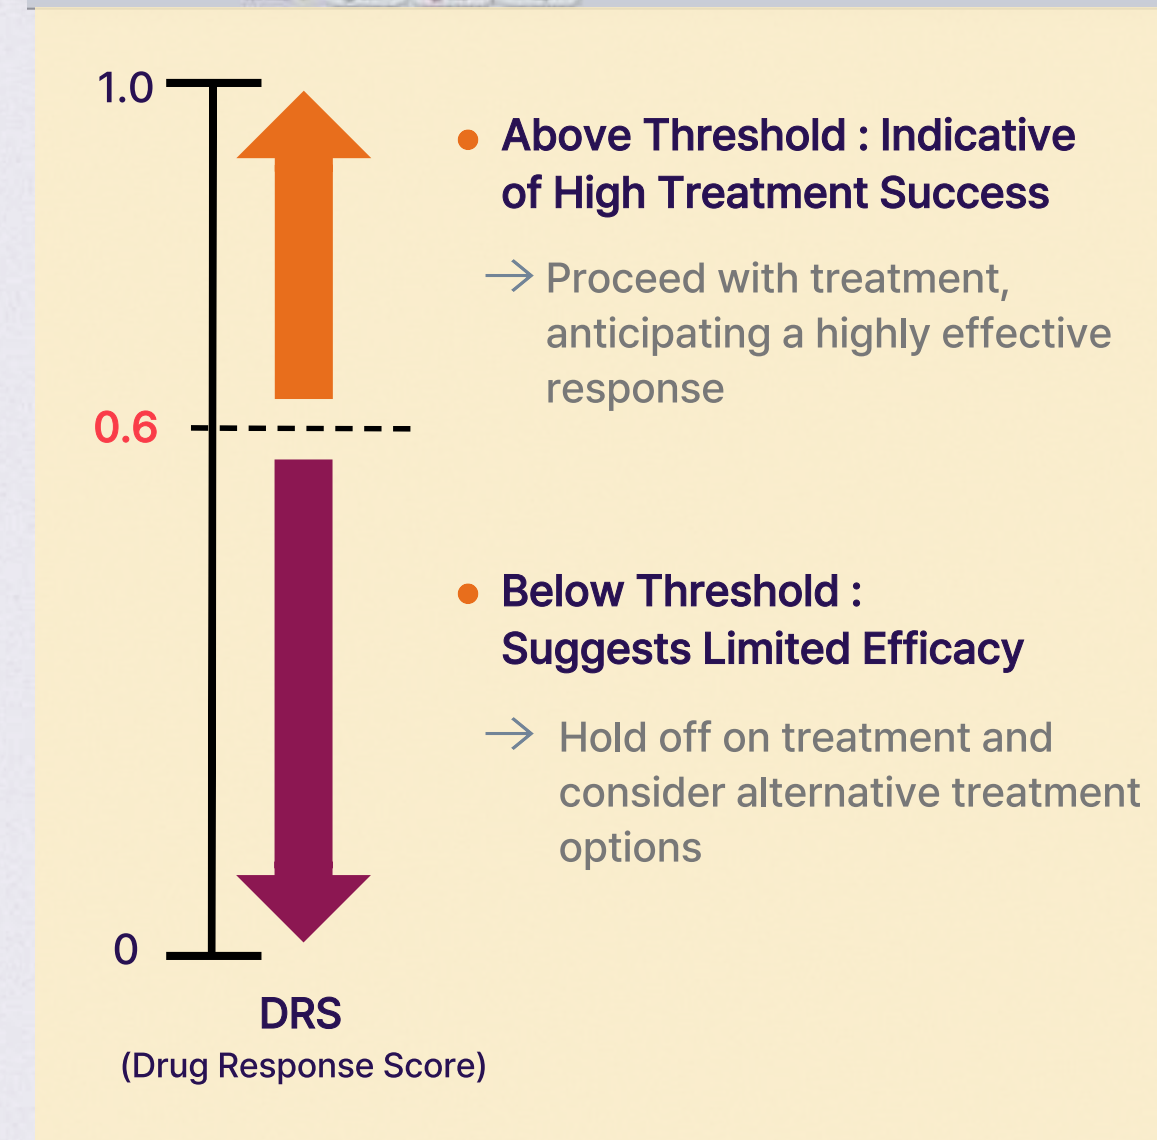 1.0
• Above Threshold : Indicative
of High Treatment Success
→ Proceed with treatment,
anticipating a highly effective
response
0.6
• Below Threshold :
Suggests Limited Efficacy
→ Hold off on treatment and
consider alternative treatment
options
0
DRS
(Drug Response Score)